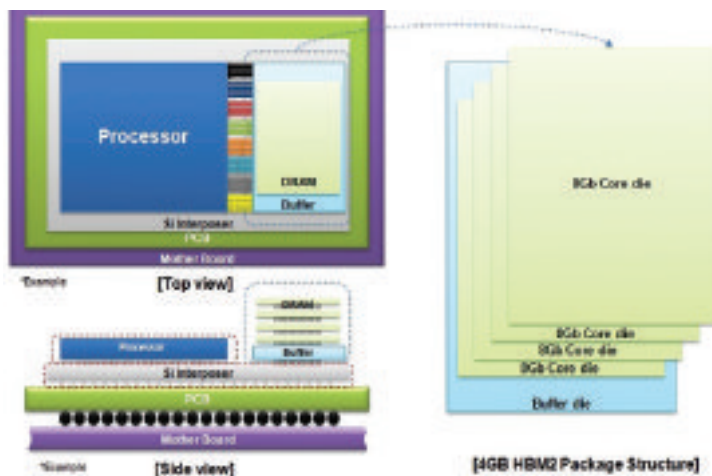 Processor
DRAM
Buffer
Si Interposer
PCB
Mother Board
*Example
[Top view]
DRAM
Processor
Buffer
Si Interposer
PCB
Mother Board
*Example
[Side view]
8Gb Core die
8Gb Core die
8Gb Core die
8Gb Core die
Buffer die
[4GB HBM2 Package Structure]